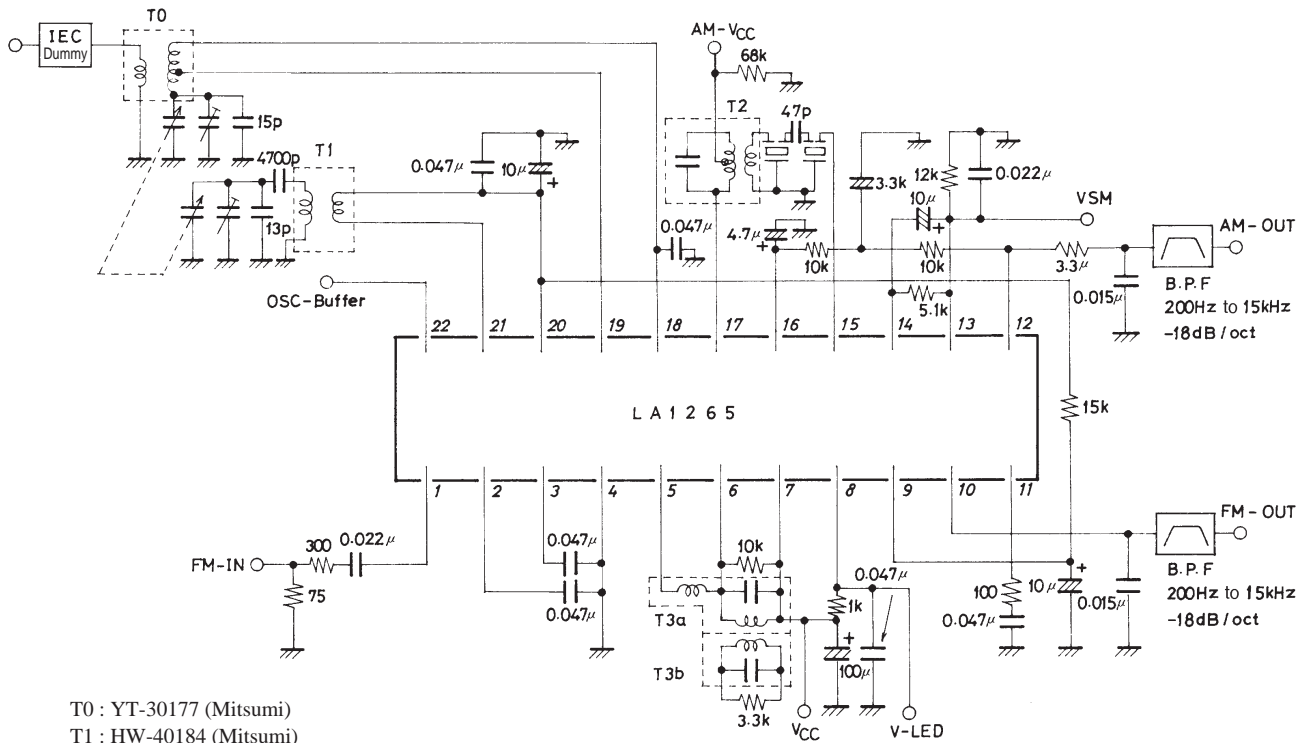 T0
IEC
Dummy
AM-VCC
68k
T2
47p
15p
4700p
T1
0.047μ
10μ
+
3.3k
12k
0.022μ
10μ
+
VSM
13p
0.047μ
4.7μ
+
10k
10k
3.3μ
AM-OUT
0.015μ
B.P.F
200Hz to 15kHz
-18dB/oct
OSC-Buffer
5.1k
22 21 20 19 18 17 16 15 14 13 12
LA1265
15k
1 2 3 4 5 6 7 8 9 10 11
FM-IN
300
0.022μ
75
0.047μ
0.047μ
10k
T3a
T3b
3.3k
0.047μ
1k
+
100μ
VCC
V-LED
100
0.047μ
10μ
+
0.015μ
FM-OUT
B.P.F
200Hz to 15kHz
-18dB/oct
T0 : YT-30177 (Mitsumi)
T1 : HW-40184 (Mitsumi)